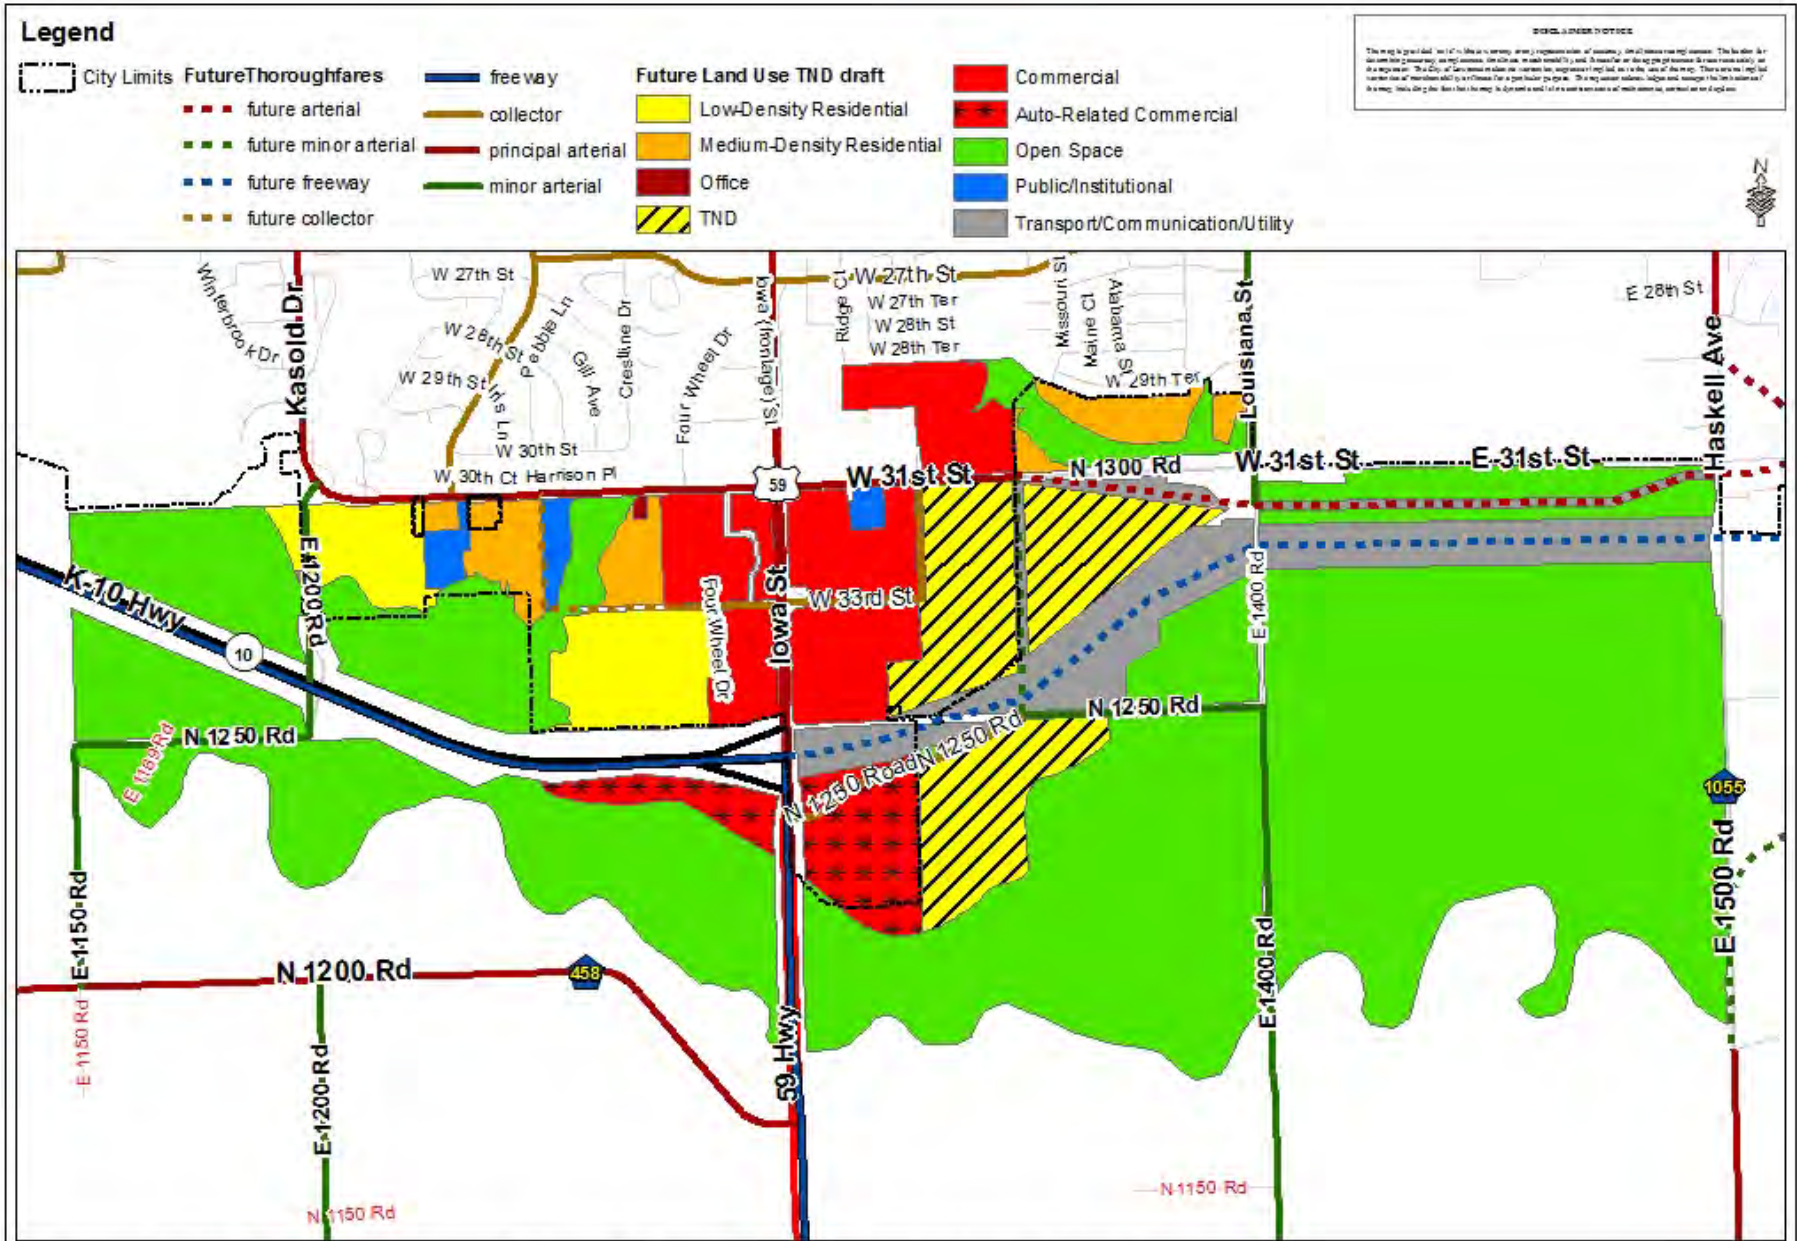 Legend
City Limits
FutureThoroughfares
future arterial
future minor arterial
future freeway
future collector
freeway
collector
principal arterial
minor arterial
Future Land Use TND draft
Low-Density Residential
Medium-Density Residential
Office
TND
Commercial
Auto-Related Commercial
Open Space
Public/Institutional
Transport/Communication/Utility
DISCLAIMER NOTICE
N
Winterbrook Dr
Kasold Dr
W 27th St
W 28th St
Pebble Ln
W 29th St
Iris Ln
Gill Ave
Crestline Dr
Four Wheel Dr
W 30th St
W 30th Ct
Harrison Pl
Iowa (frontage) St
Ridge Ct
W 27th St
W 27th Ter
W 28th St
W 28th Ter
Missouri St
Maine Ct
Alabama St
W 29th Ter
Louisiana St
E 28th St
Haskell Ave
59
W 31st St
N 1300 Rd
W 31st St
E 31st St
K-10 Hwy
10
E 1200 Rd
Four Wheel Dr
Iowa St
W 33rd St
E 1400 Rd
N 1250 Rd
E 1189 Rd
N 1250 Road
N 1250 Rd
N 1250 Rd
1055
E 1500 Rd
E 150 Rd
N 1200 Rd
458
E 1150 Rd
E 1200 Rd
59 Hwy
E 1400 Rd
N 1150 Rd
N 1150 Rd